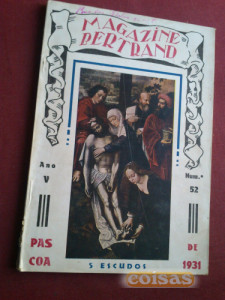 MAGAZINE
BERTRAND
Ano
V
Num.º
52
PAS
COA
DE
1931
5 ESCUDOS
coisas